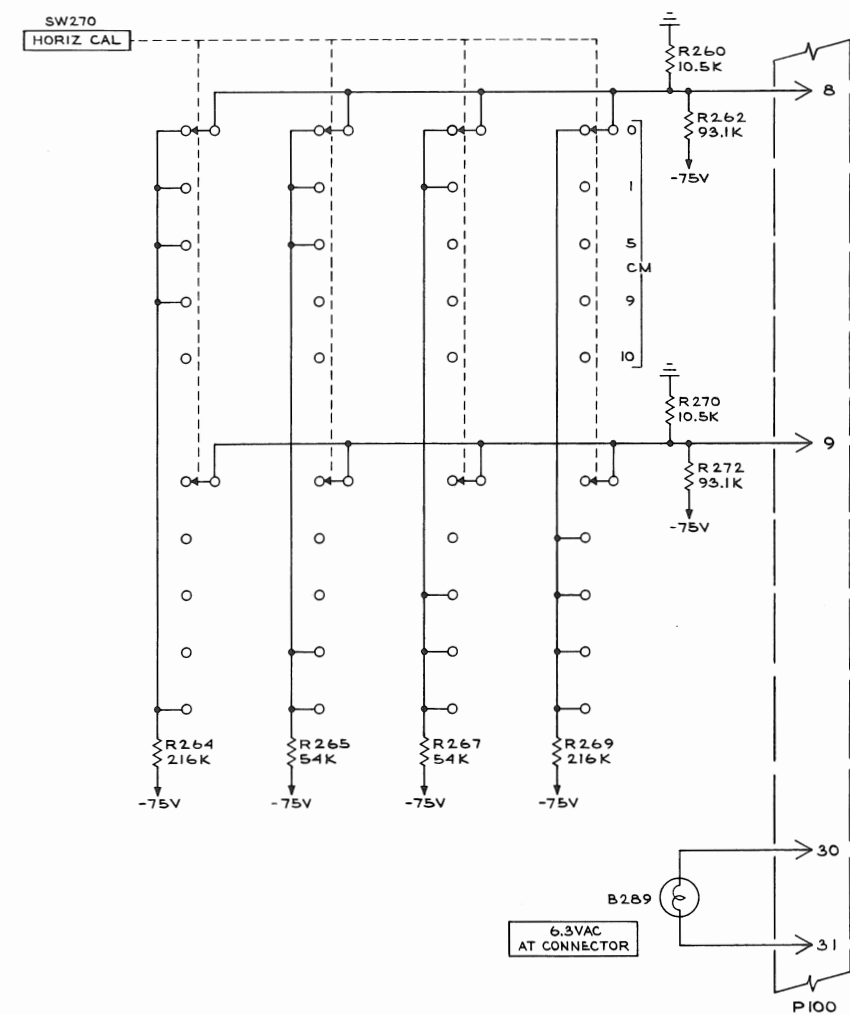 SW270
HORIZ CAL
R260
10.5K
8
R262
93.1K
-75V
0
1
5
CM
9
10
R270
10.5K
9
R272
93.1K
-75V
R264
216K
-75V
R265
54K
-75V
R267
54K
-75V
R269
216K
-75V
30
B289
6.3VAC
AT CONNECTOR
31
P100